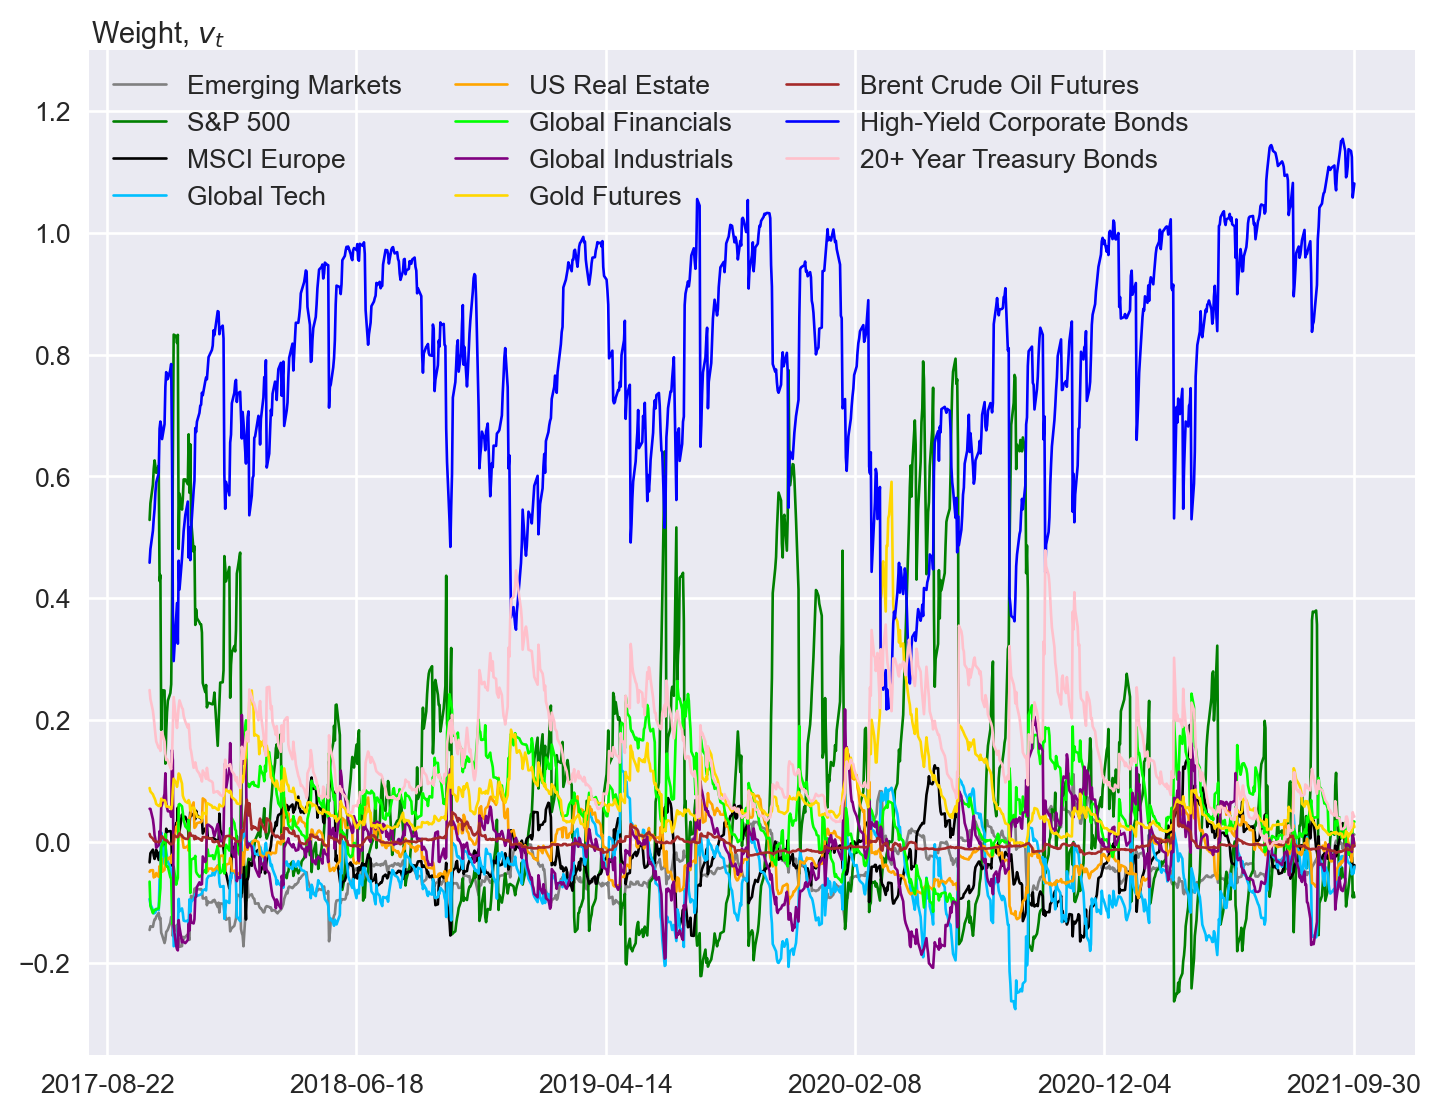 Weight, vₜ
Emerging Markets
S&P 500
MSCI Europe
Global Tech
US Real Estate
Global Financials
Global Industrials
Gold Futures
Brent Crude Oil Futures
High-Yield Corporate Bonds
20+ Year Treasury Bonds
1.2
1.0
0.8
0.6
0.4
0.2
0.0
−0.2
2017-08-22
2018-06-18
2019-04-14
2020-02-08
2020-12-04
2021-09-30